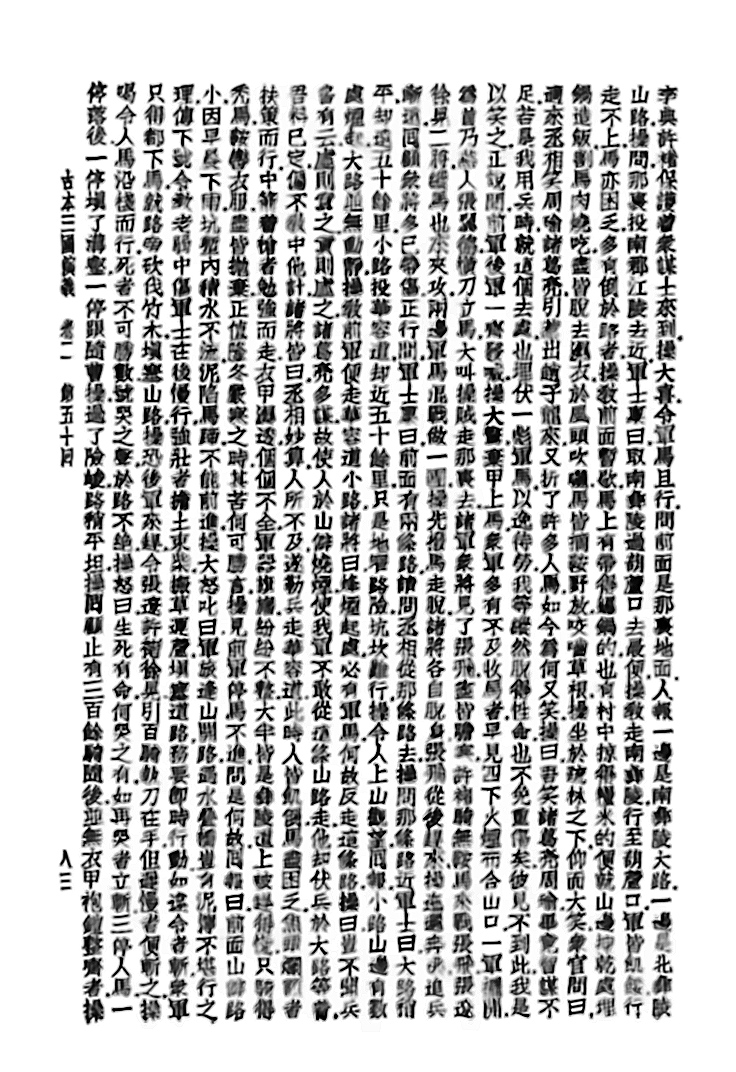 李典許褚保護着衆謀士來到操大喜令軍馬且行問前面是那裏地面人報一邊是南彝陵大路一邊是北彝陵
山路操問那裏投南郡江陵去近軍士稟曰取南彝陵過葫蘆口去最便操敎走南彝陵行至葫蘆口軍皆飢餒行
走不上馬亦困乏多有倒於路者操敎前面暫歇馬上有帶得鑼鍋的也有村中掠得糧米的便就山邊揀乾處埋
鍋造飯割馬肉燒吃盡皆脫去濕衣於風頭吹曬馬皆摘鞍野放咬嚙草根操坐於疏林之下仰面大笑衆官問曰
適來丞相笑周瑜諸葛亮引惹出趙子龍來又折了許多人馬如今爲何又笑操曰吾笑諸葛亮周瑜畢竟智謀不
足若是我用兵時就這個去處也埋伏一彪軍馬以逸待勞我等縱然脫得性命也不免重傷矣彼見不到此我是
以笑之正說間前軍後軍一齊發喊操大驚棄甲上馬衆軍多有不及收馬者早見四下火煙布合山口一軍擺開
爲首乃燕人張翼德橫刀立馬大叫操賊走那裏去諸軍衆將見了張飛盡皆膽寒許褚騎無鞍馬來戰張飛張遼
徐晃二將縱馬也來夾攻兩邊軍馬混戰做一團操先撥馬走脫諸將各自脫身張飛從後趕來操迤邐奔逃追兵
漸遠回顧衆將多已帶傷正行間軍士稟曰前面有兩條路請問丞相從那條路去操問那條路近軍士曰大路稍
平却遠五十餘里小路投華容道却近五十餘里只是地窄路險坑坎難行操令人上山觀望回報小路山邊有數
處煙起大路並無動靜操敎前軍便走華容道小路諸將曰烽煙起處必有軍馬何故反走這條路操曰豈不聞兵
書有云虛則實之實則虛之諸葛亮多謀故使人於山僻燒煙使我軍不敢從這條山路走他却伏兵於大路等着
吾料已定偏不敎中他計諸將皆曰丞相妙算人所不及遂勒兵走華容道此時人皆飢倒馬盡困乏焦頭爛額者
扶策而行中箭着槍者勉強而走衣甲濕透個個不全軍器旗旛紛紛不整大半皆是彝陵道上被趕得慌只騎得
禿馬鞍轡衣服盡皆拋棄正值隆冬嚴寒之時其苦何可勝言操見前軍停馬不進問是何故回報曰前面山僻路
小因早晨下雨坑塹內積水不流泥陷馬蹄不能前進操大怒叱曰軍旅逢山開路遇水疊橋豈有泥濘不堪行之
理傳下號令敎老弱中傷軍士在後慢行強壯者擔土束柴搬草運蘆填塞道路務要卽時行動如違令者斬衆軍
只得都下馬就路旁砍伐竹木填塞山路操恐後軍來趕令張遼許褚徐晃引百騎執刀在手但遲慢者便斬之操
喝令人馬沿棧而行死者不可勝數號哭之聲於路不絕操怒曰生死有命何哭之有如再哭者立斬三停人馬一
停落後一停填了溝壑一停跟隨曹操過了險峻路稍平坦操回顧止有三百餘騎隨後並無衣甲袍鎧整齊者操
古本三國演義 卷二 第五十回 八三